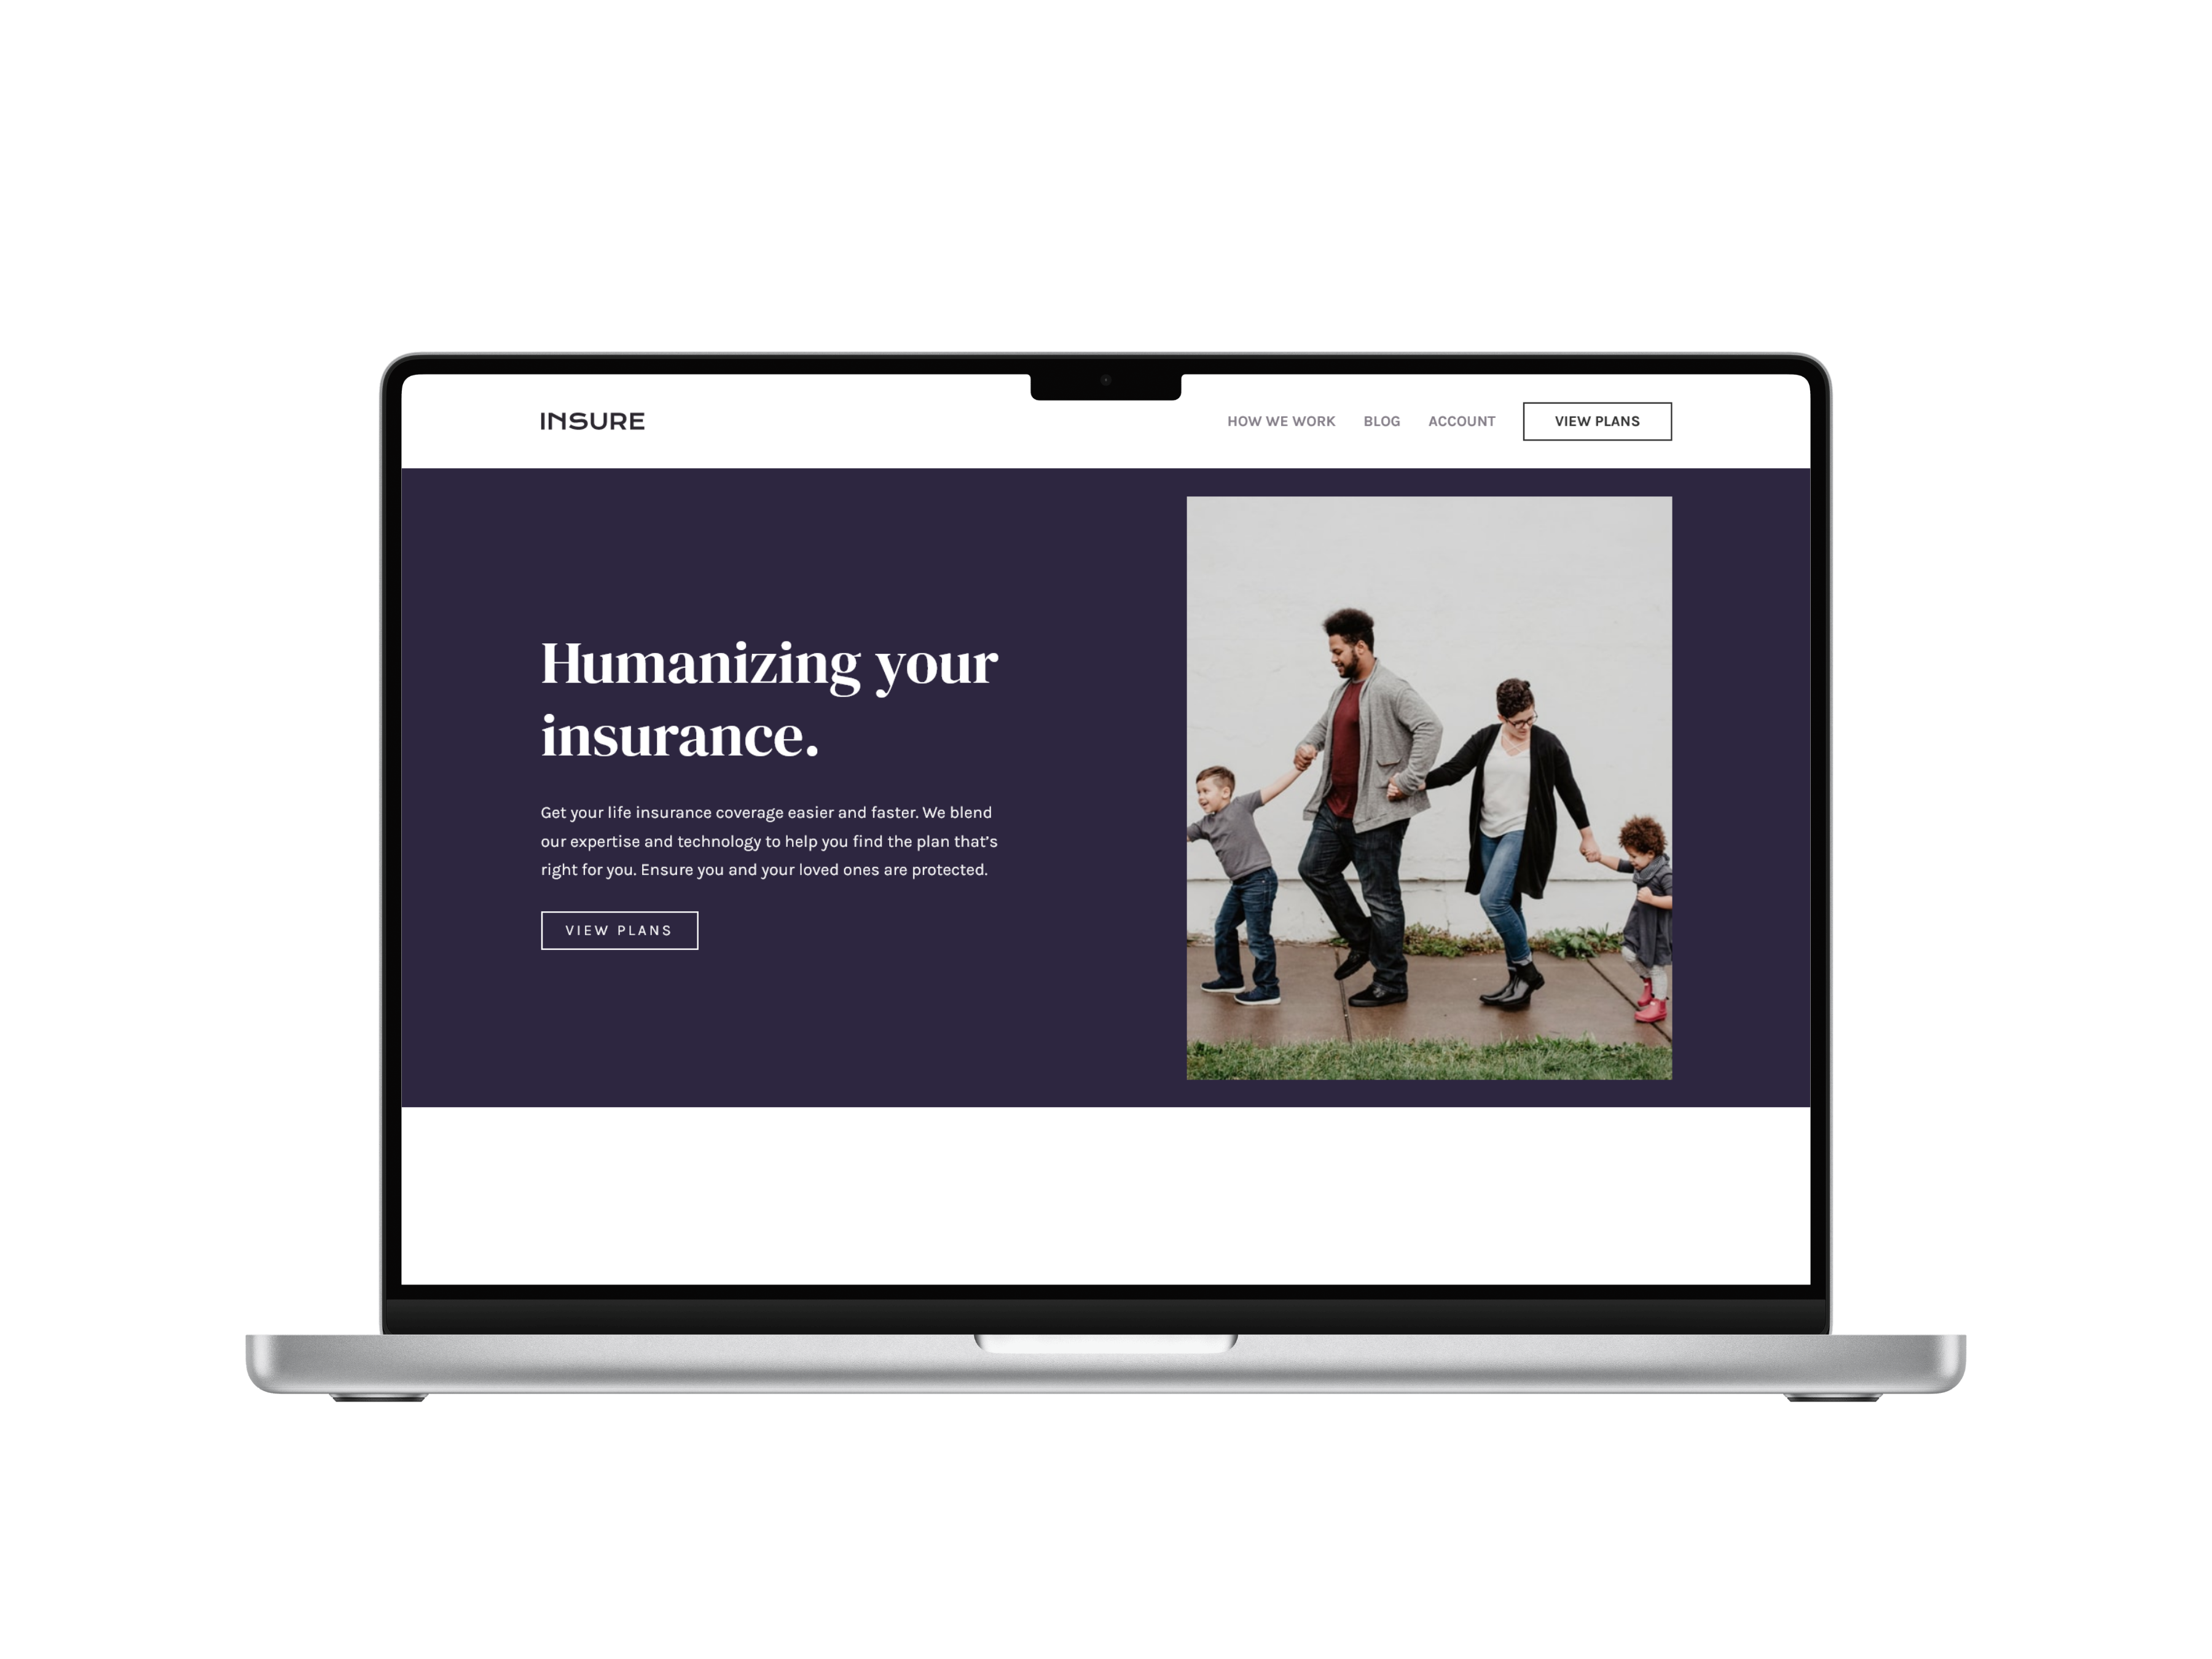 INSURE
HOW WE WORK
BLOG
ACCOUNT
VIEW PLANS
Humanizing your
insurance.
Get your life insurance coverage easier and faster. We blend
our expertise and technology to help you find the plan that’s
right for you. Ensure you and your loved ones are protected.
VIEW PLANS